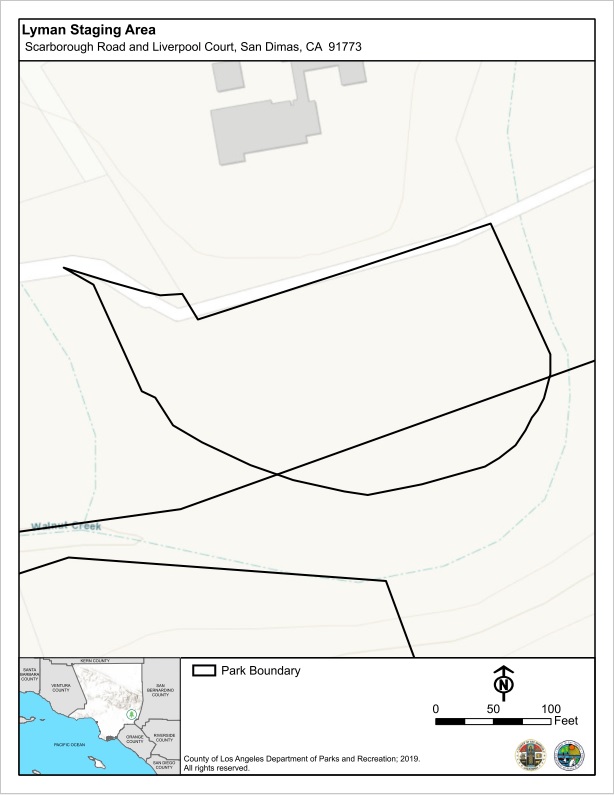 Lyman Staging Area
Scarborough Road and Liverpool Court, San Dimas, CA 91773
Walnut Creek
KERN COUNTY
SANTA
BARBARA
COUNTY
VENTURA
COUNTY
SAN
BERNARDINO
COUNTY
ORANGE
COUNTY
RIVERSIDE
COUNTY
PACIFIC OCEAN
SAN DIEGO
COUNTY
Park Boundary
N
0 50 100
Feet
County of Los Angeles Department of Parks and Recreation; 2019.
All rights reserved.